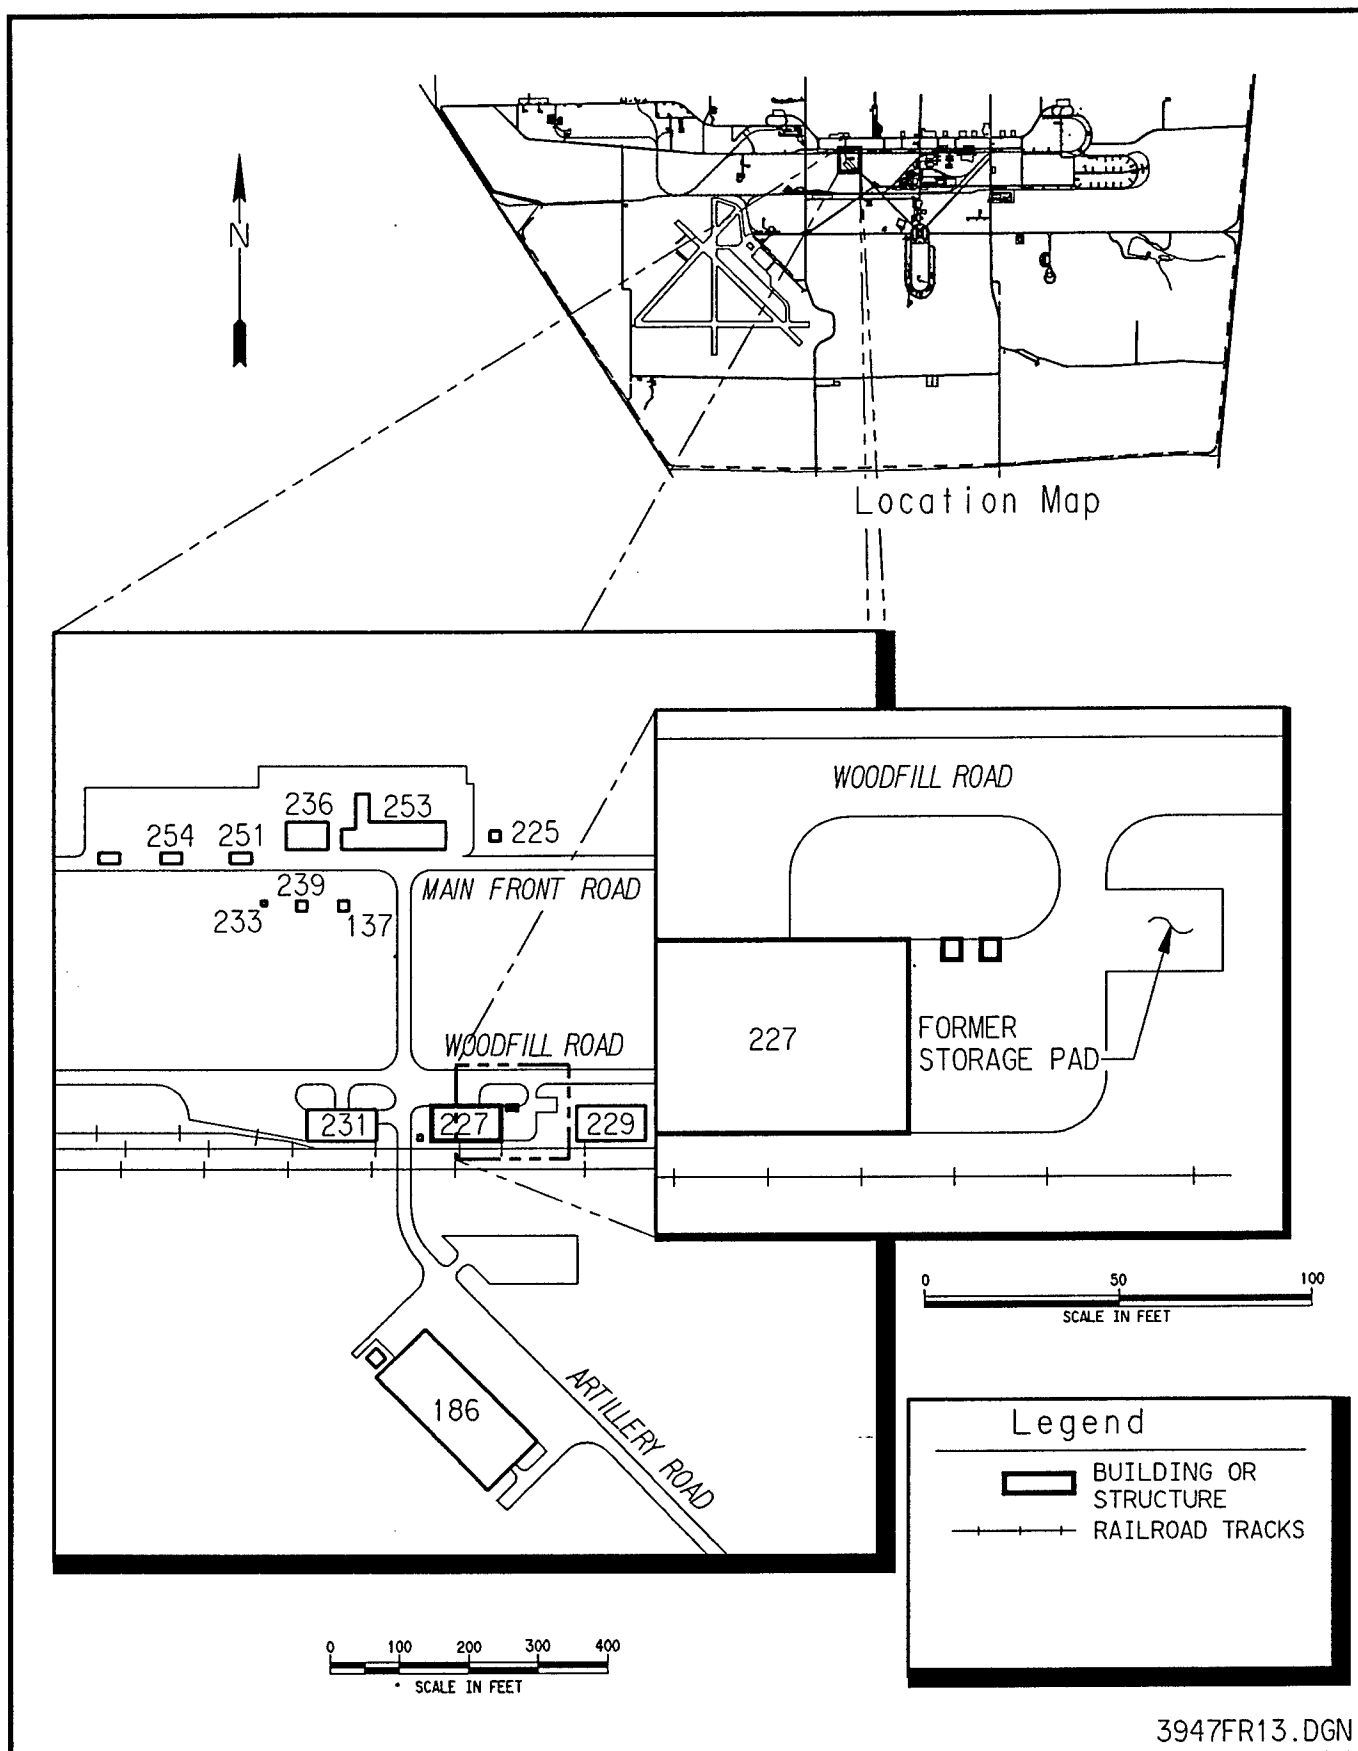 N
Location Map
WOODFILL ROAD
236 253
254 251 225
MAIN FRONT ROAD
239
233 137
227
FORMER
STORAGE PAD
WOODFILL ROAD
231 227 229
0 50 100
SCALE IN FEET
186
ARTILLERY ROAD
Legend
BUILDING OR
STRUCTURE
RAILROAD TRACKS
0 100 200 300 400
SCALE IN FEET
3947FR13.DGN